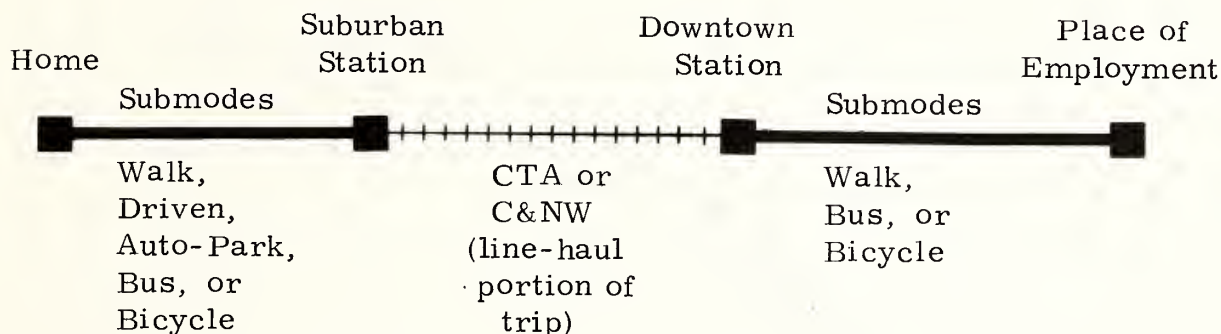 Home
Suburban
Station
Downtown
Station
Place of
Employment
Submodes
Submodes
Walk,
Driven,
Auto-Park,
Bus, or
Bicycle
CTA or
C&NW
(line-haul
portion of
trip)
Walk,
Bus, or
Bicycle